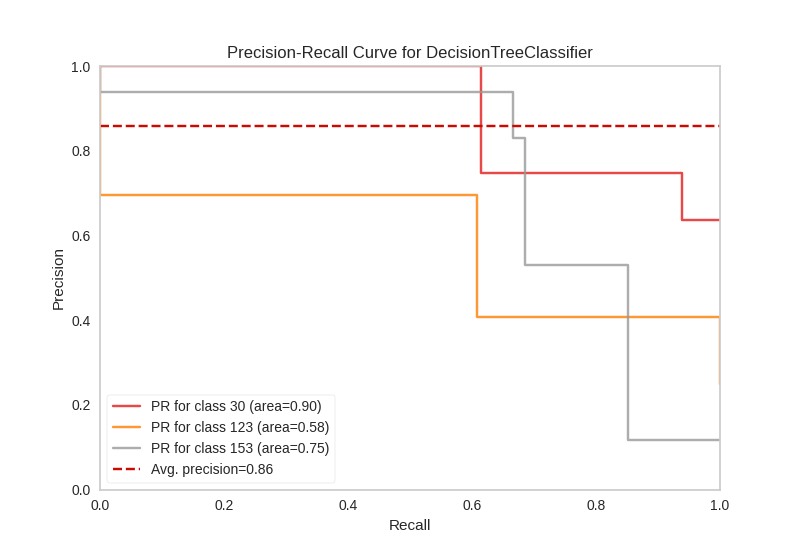 Precision-Recall Curve for DecisionTreeClassifier
1.0
0.8
0.6
0.4
0.2
0.0
Precision
PR for class 30 (area=0.90)
PR for class 123 (area=0.58)
PR for class 153 (area=0.75)
Avg. precision=0.86
0.0 0.2 0.4 0.6 0.8 1.0
Recall